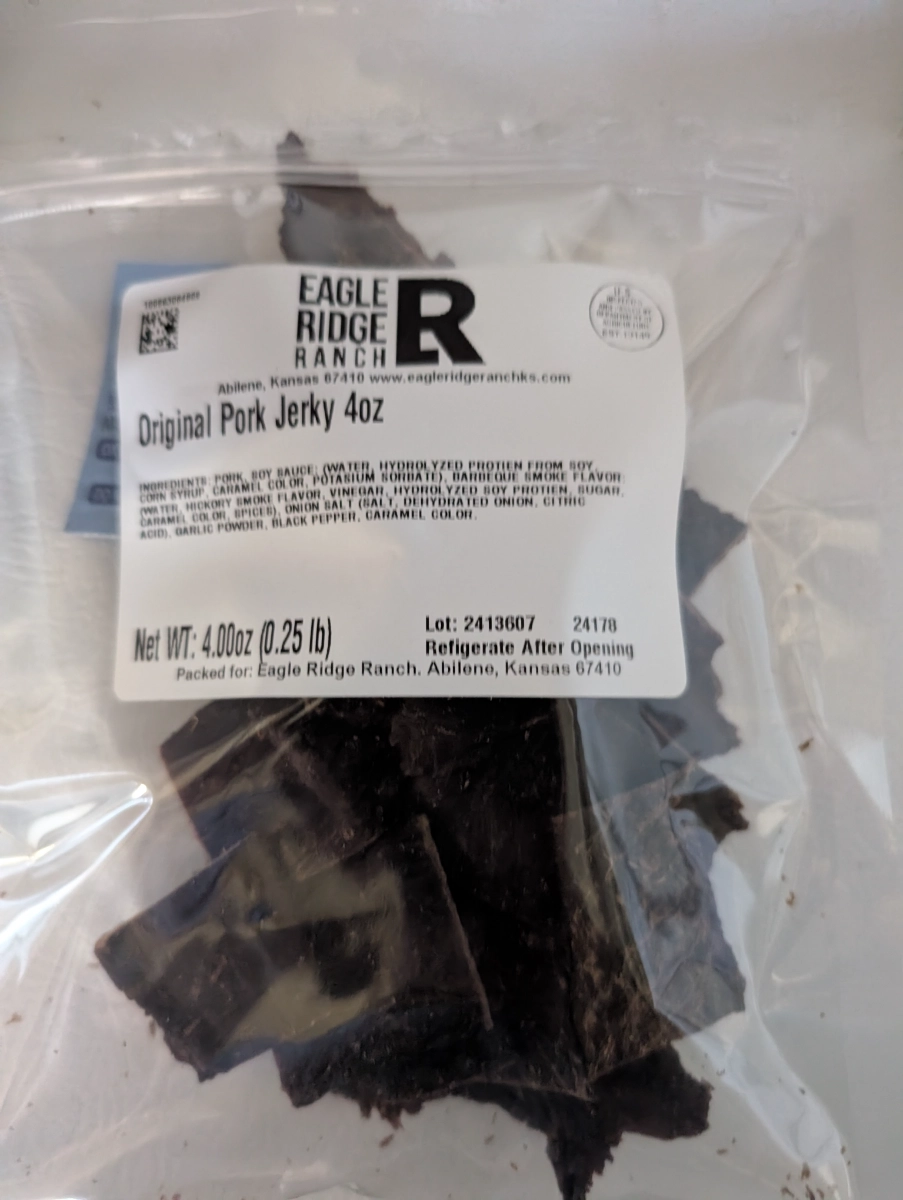 EAGLE
RIDGE
RANCH
R
Abilene, Kansas 67410 www.eagleridgeranchks.com
Original Pork Jerky 4oz
INGREDIENTS: PORK, SOY SAUCE; (WATER, HYDROLYZED PROTIEN FROM SOY,
CORN SYRUP, CARAMEL COLOR, POTASIUM SORBATE), BARBEQUE SMOKE FLAVOR
(WATER, HICKORY SMOKE FLAVOR, VINEGAR, HYDROLYZED SOY PROTIEN, SUGAR,
CARAMEL COLOR, SPICES), ONION SALT (SALT, DEHYDRATED ONION, CITRIC
ACID), GARLIC POWDER, BLACK PEPPER, CARAMEL COLOR.
Net WT: 4.00oz (0.25 lb)
Lot: 2413607 24178
Refigerate After Opening
Packed for: Eagle Ridge Ranch. Abilene, Kansas 67410